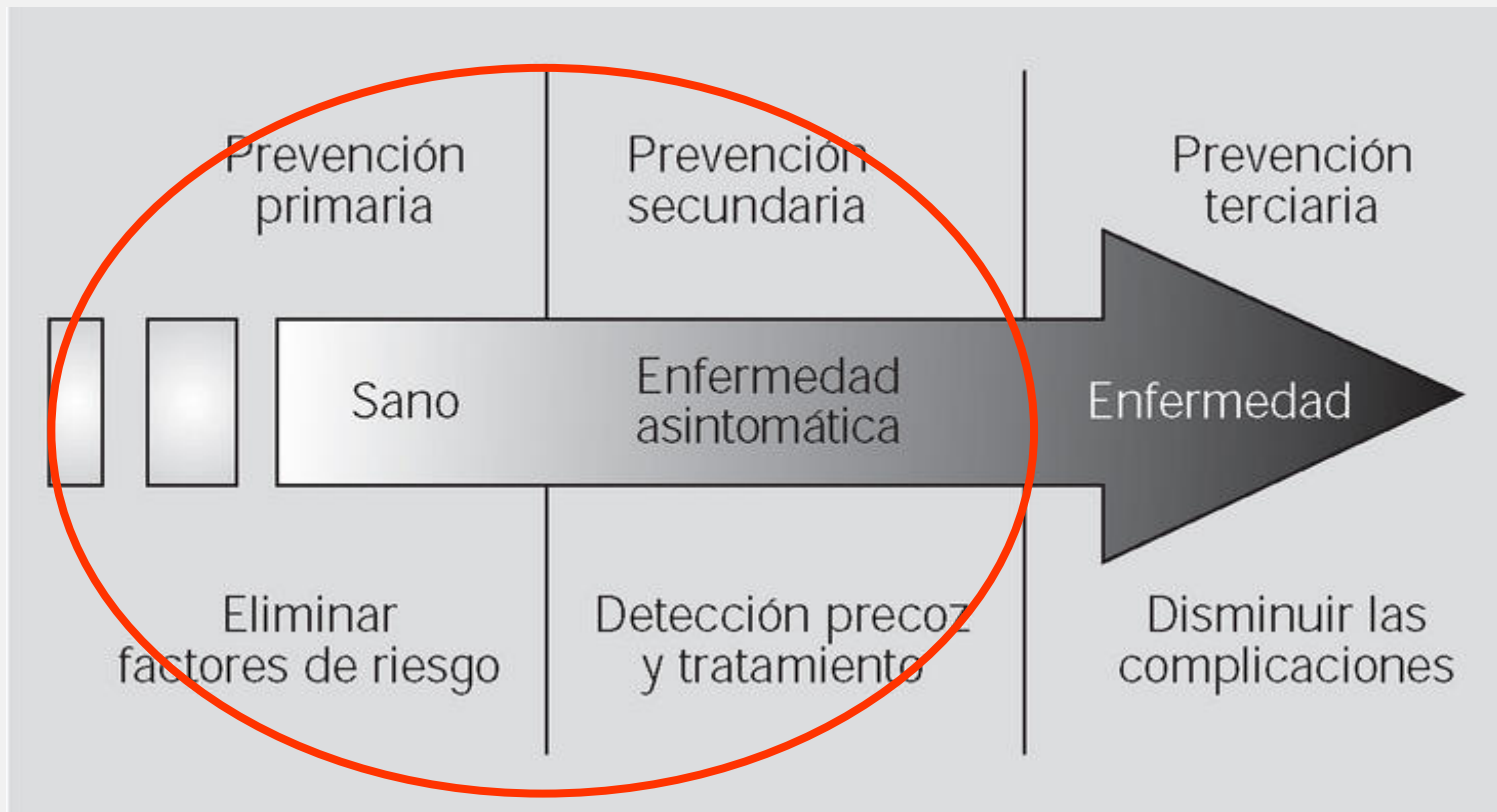 Prevención
primaria
Prevención
secundaria
Prevención
terciaria
Sano
Enfermedad
asintomática
Enfermedad
Eliminar
factores de riesgo
Detección precoz
y tratamiento
Disminuir las
complicaciones